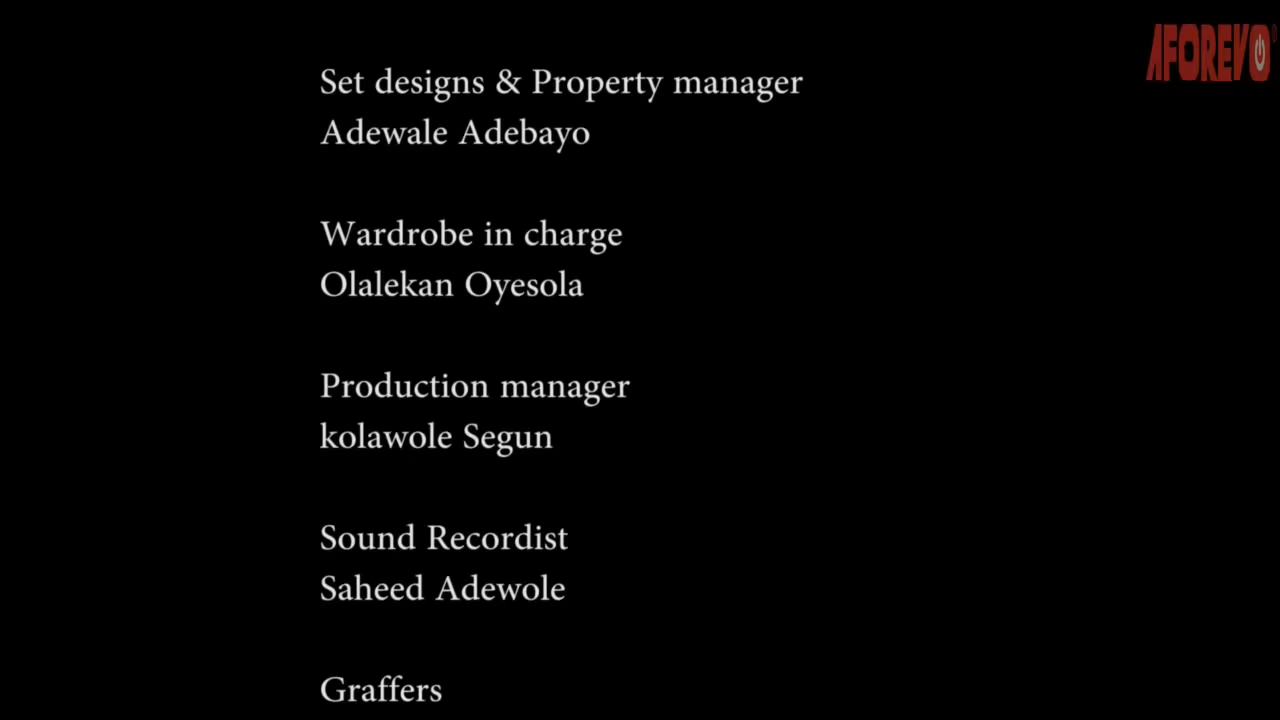 AFOREVO
Set designs & Property manager
Adewale Adebayo
Wardrobe in charge
Olalekan Oyesola
Production manager
kolawole Segun
Sound Recordist
Saheed Adewole
Graffers